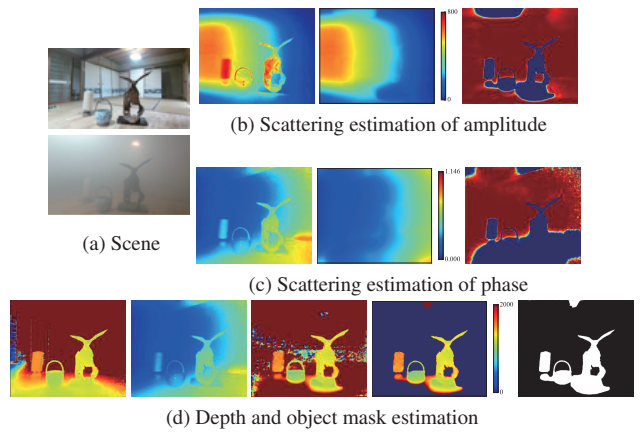 800
0
(b) Scattering estimation of amplitude
(a) Scene
1.146
0.000
(c) Scattering estimation of phase
2000
0
(d) Depth and object mask estimation